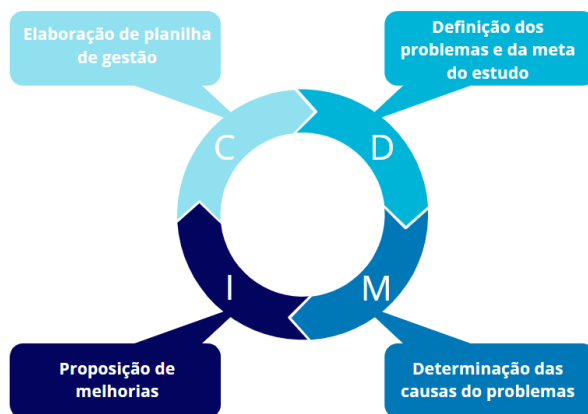 Elaboração de planilha
de gestão
Definição dos
problemas e da meta
do estudo
C
D
I
M
Proposição de
melhorias
Determinação das
causas do problemas